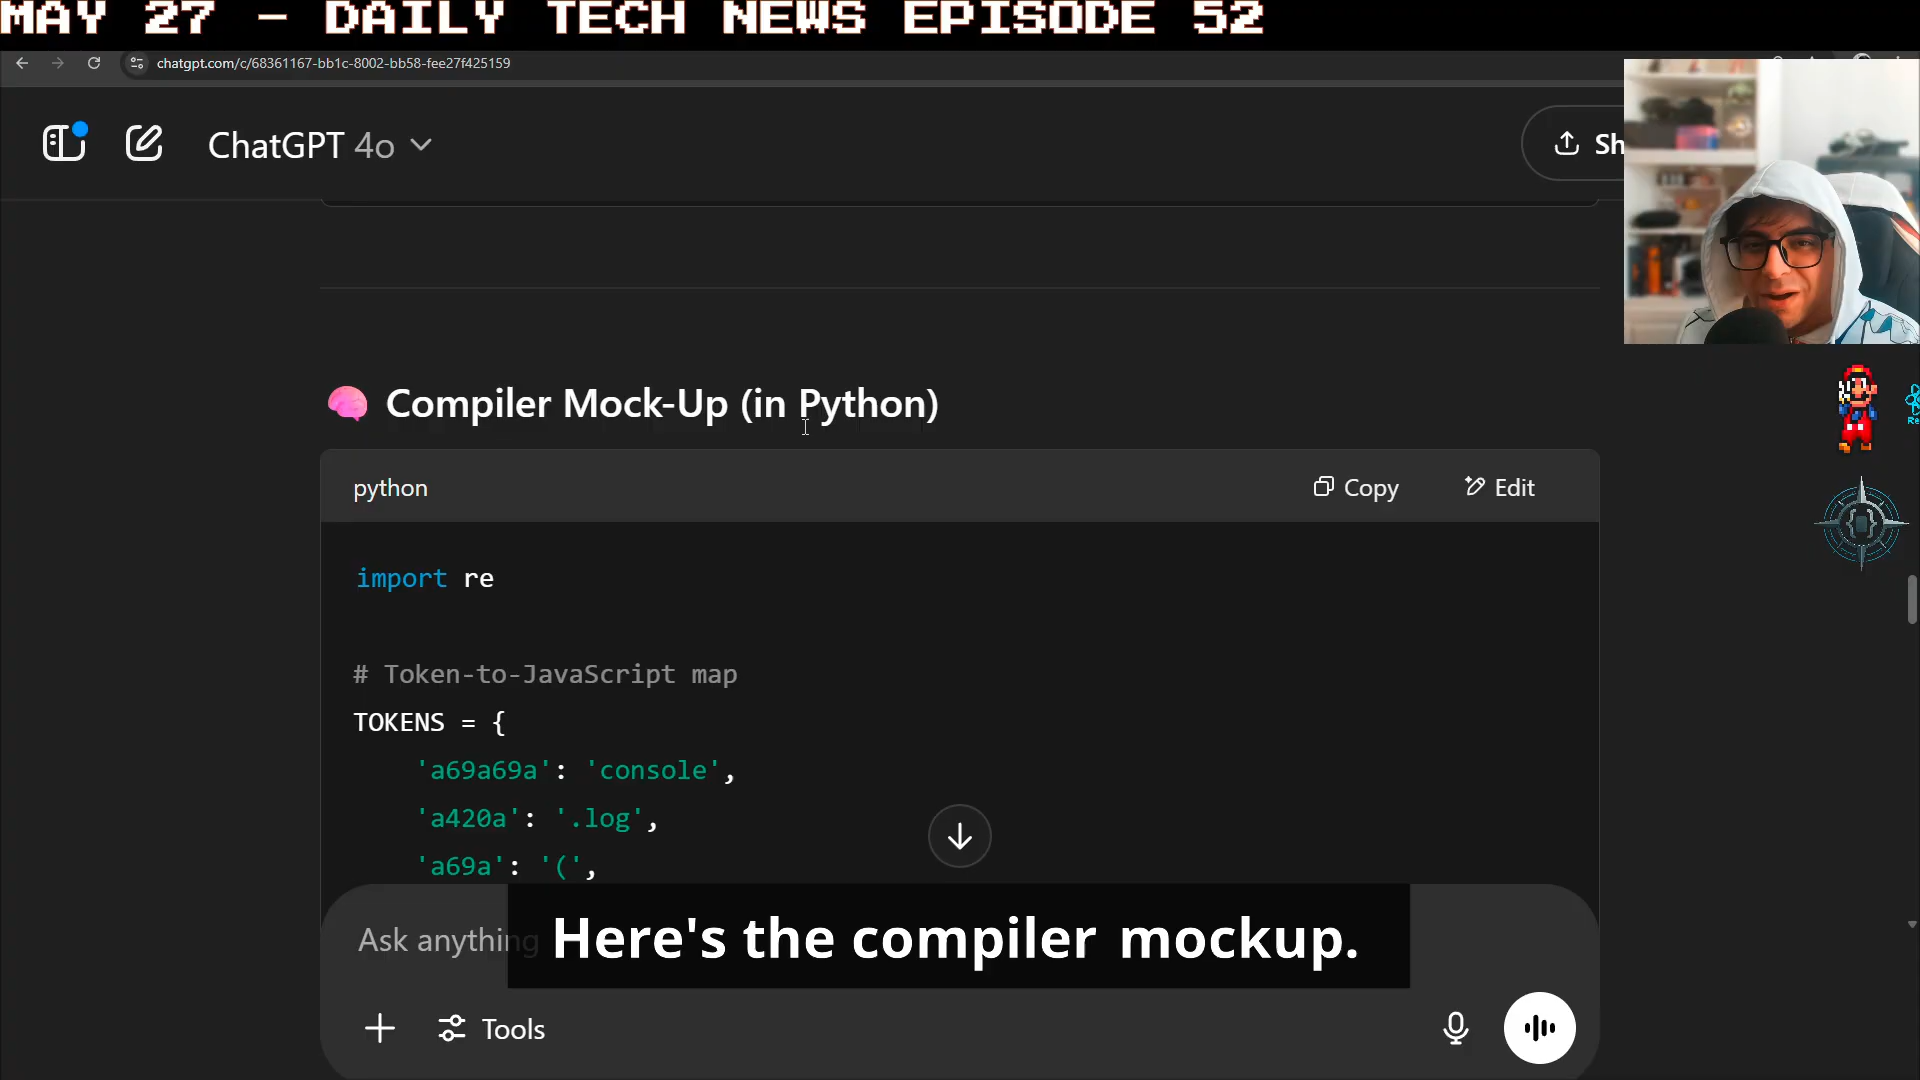 MAY 27 - DAILY TECH NEWS EPISODE 52
chatgpt.com/c/68361167-bb1c-8002-bb58-fee27f425159
ChatGPT 4o
Sh
Compiler Mock-Up (in Python)
Re
python
Copy
Edit
import re
# Token-to-JavaScript map
TOKENS = {
'a69a69a': 'console',
'a420a': '.log',
'a69a': '(',
Ask anything
Here's the compiler mockup.
Tools